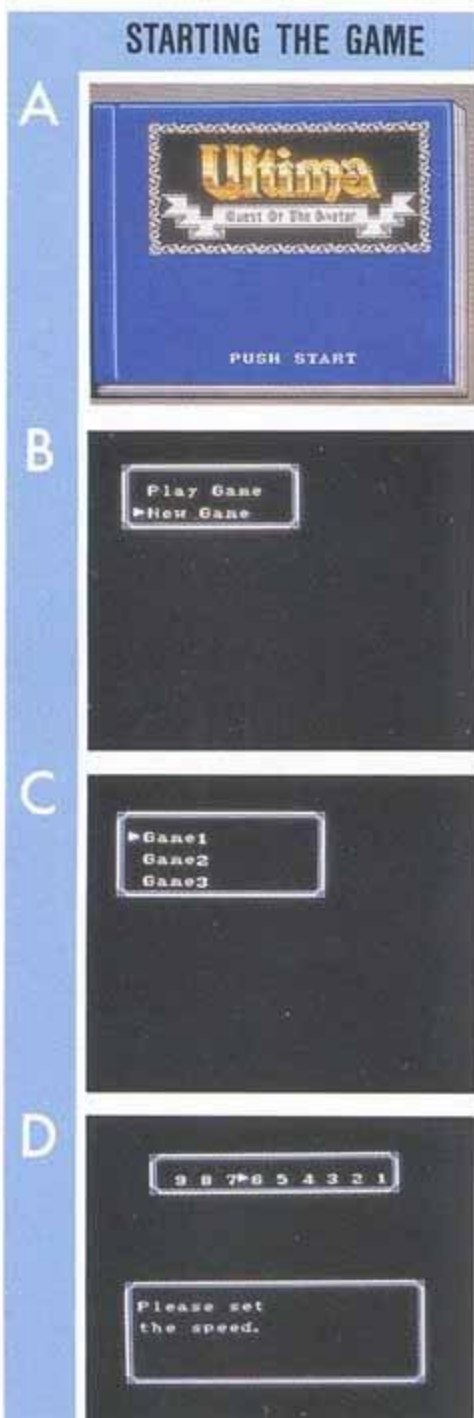 STARTING THE GAME
A
Ultima
Quest Of The Avatar
PUSH START
B
Play Game
▶New Game
C
▶Game1
Game2
Game3
D
9 8 7▶6 5 4 3 2 1
Please set
the speed.